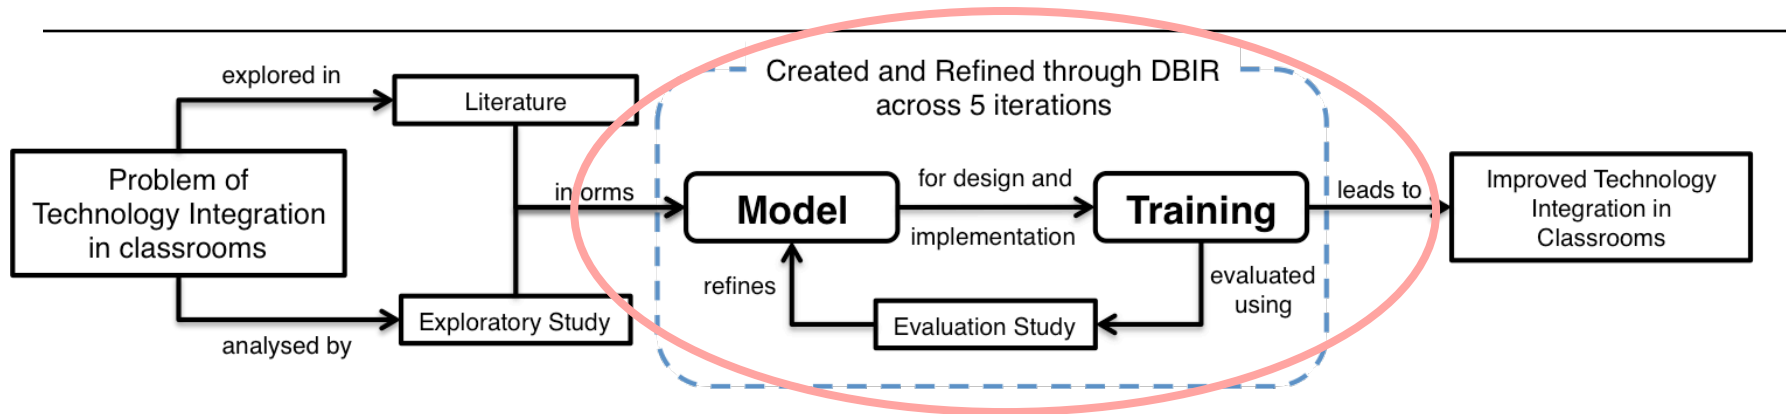 explored in
Literature
Problem of
Technology Integration
in classrooms
analysed by
Exploratory Study
informs
Created and Refined through DBIR
across 5 iterations
Model
for design and
implementation
Training
refines
Evaluation Study
evaluated
using
leads to
Improved Technology
Integration in
Classrooms